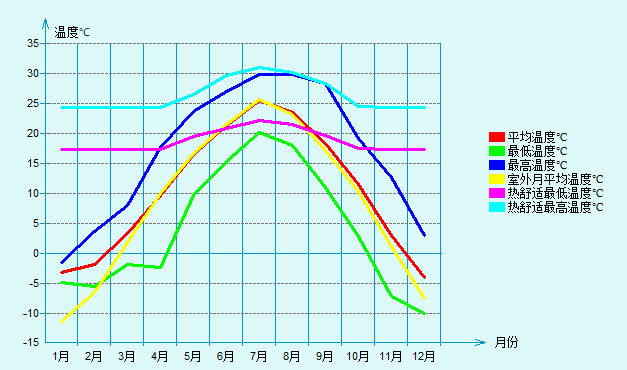 温度℃
35
30
25
20
15
10
5
0
-5
-10
-15
1月 2月 3月 4月 5月 6月 7月 8月 9月 10月 11月 12月
月份
平均温度℃
最低温度℃
最高温度℃
室外月平均温度℃
热舒适最低温度℃
热舒适最高温度℃